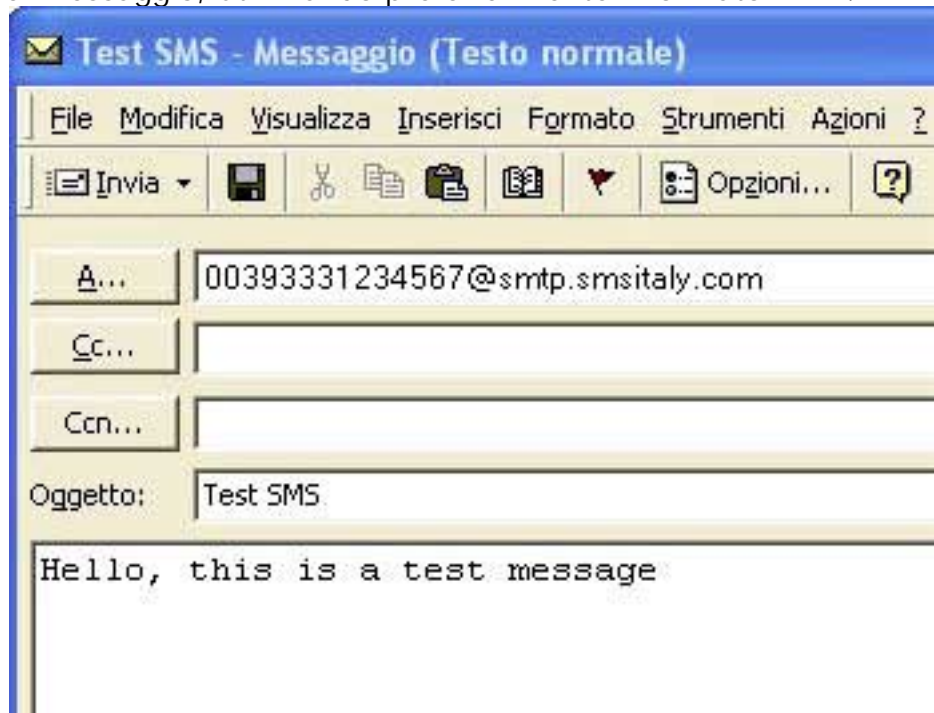 Test SMS - Messaggio (Testo normale)
File Modifica Visualizza Inserisci Formato Strumenti Azioni ?
Invia Opzioni...
A... 00393331234567@smtp.smsitaly.com
Cc...
Ccn...
Oggetto: Test SMS
Hello, this is a test message